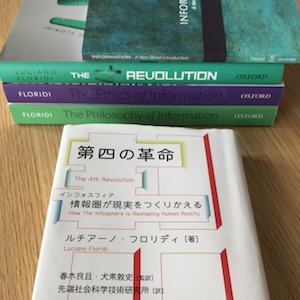 INFORMATION A Very Short Introduction
LUCIANO FLORIDI THE 4TH REVOLUTION OXFORD
FLORIDI The Ethics of Information OXFORD
FLORIDI The Philosophy of Information OXFORD
第四の革命
The 4th Revolution
インフォスフィア
情報圏が現実をつくりかえる
How The Infosphere Is Reshaping Human Reality
ルチアーノ・フロリディ[著]
Luciano Floridi
春木良且・犬束敦史[監訳]
先端社会科学技術研究所[訳]